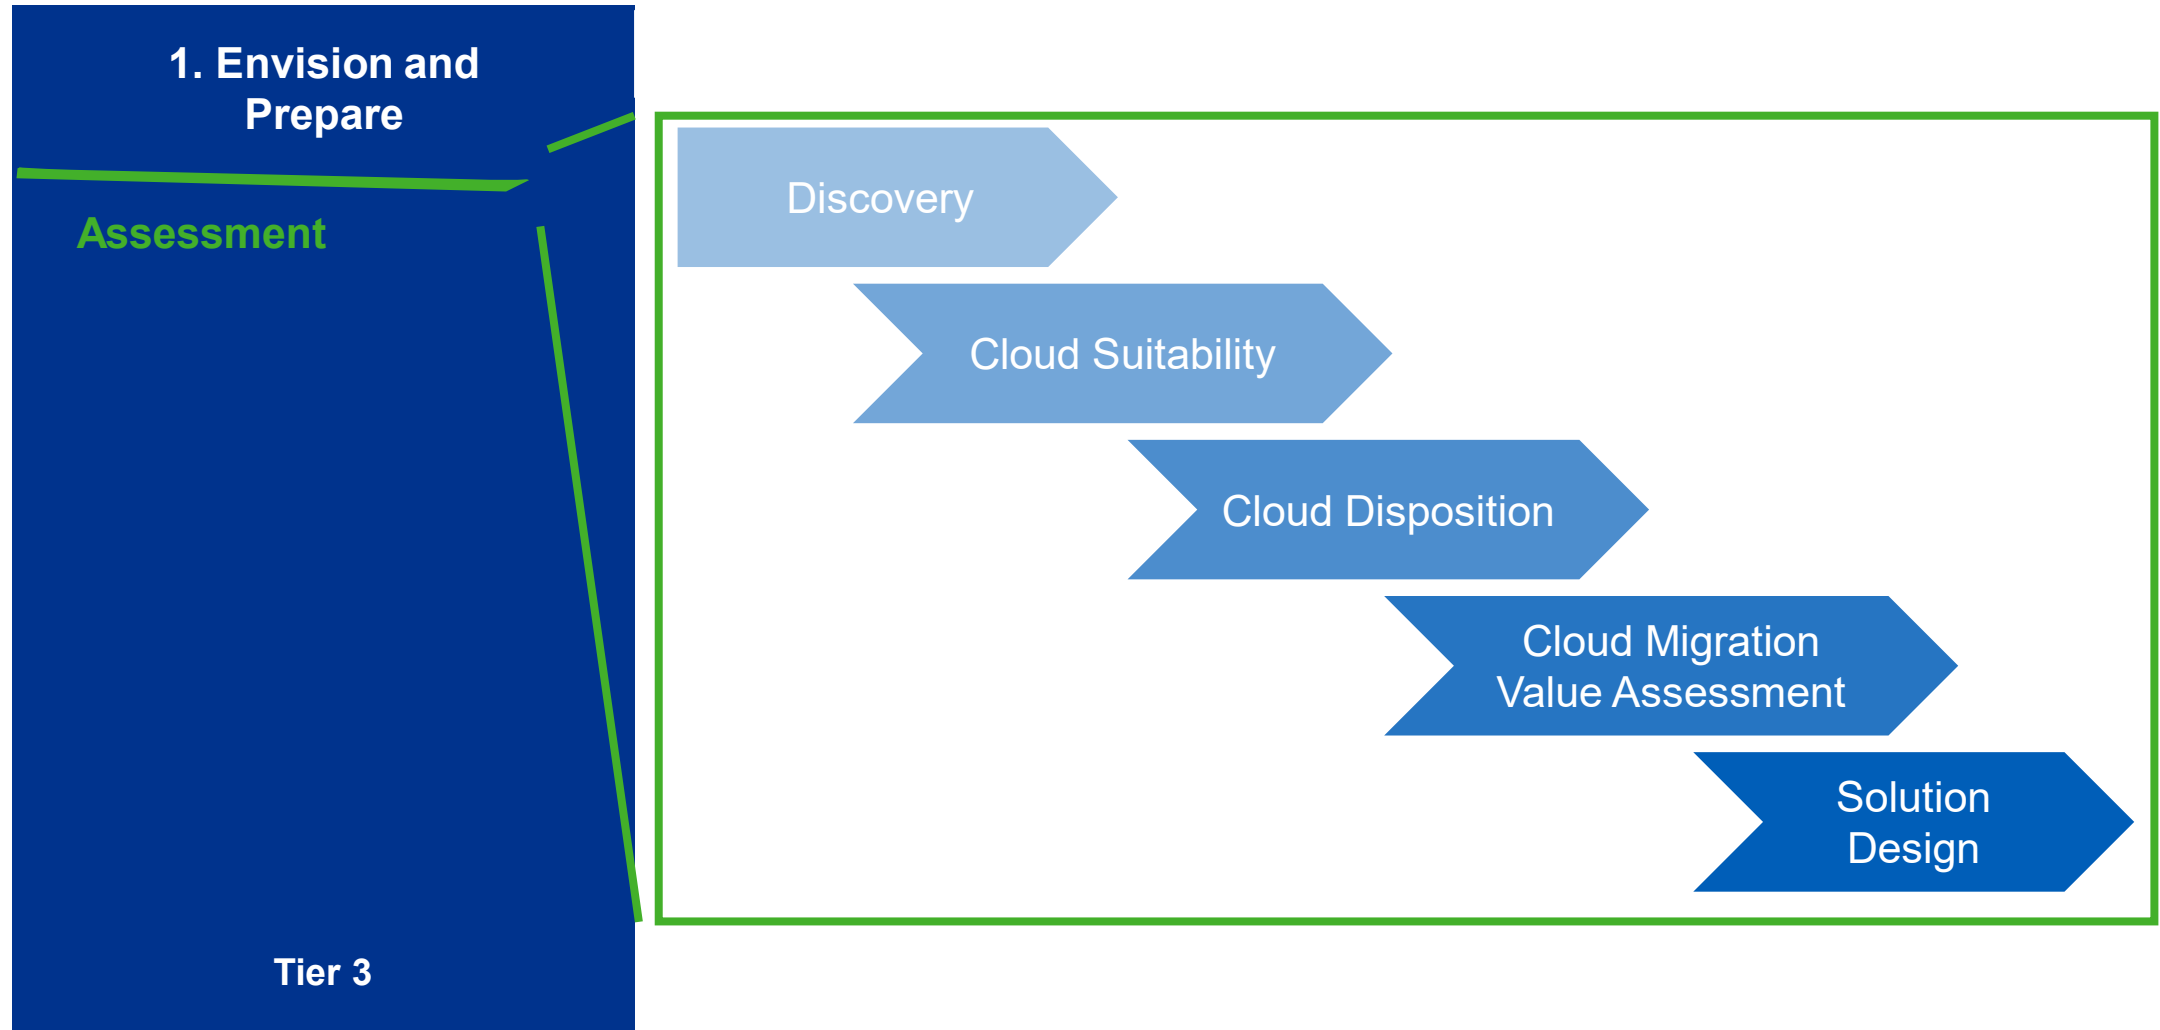 1. Envision and
Prepare
Assessment
Discovery
Cloud Suitability
Cloud Disposition
Cloud Migration
Value Assessment
Solution
Design
Tier 3